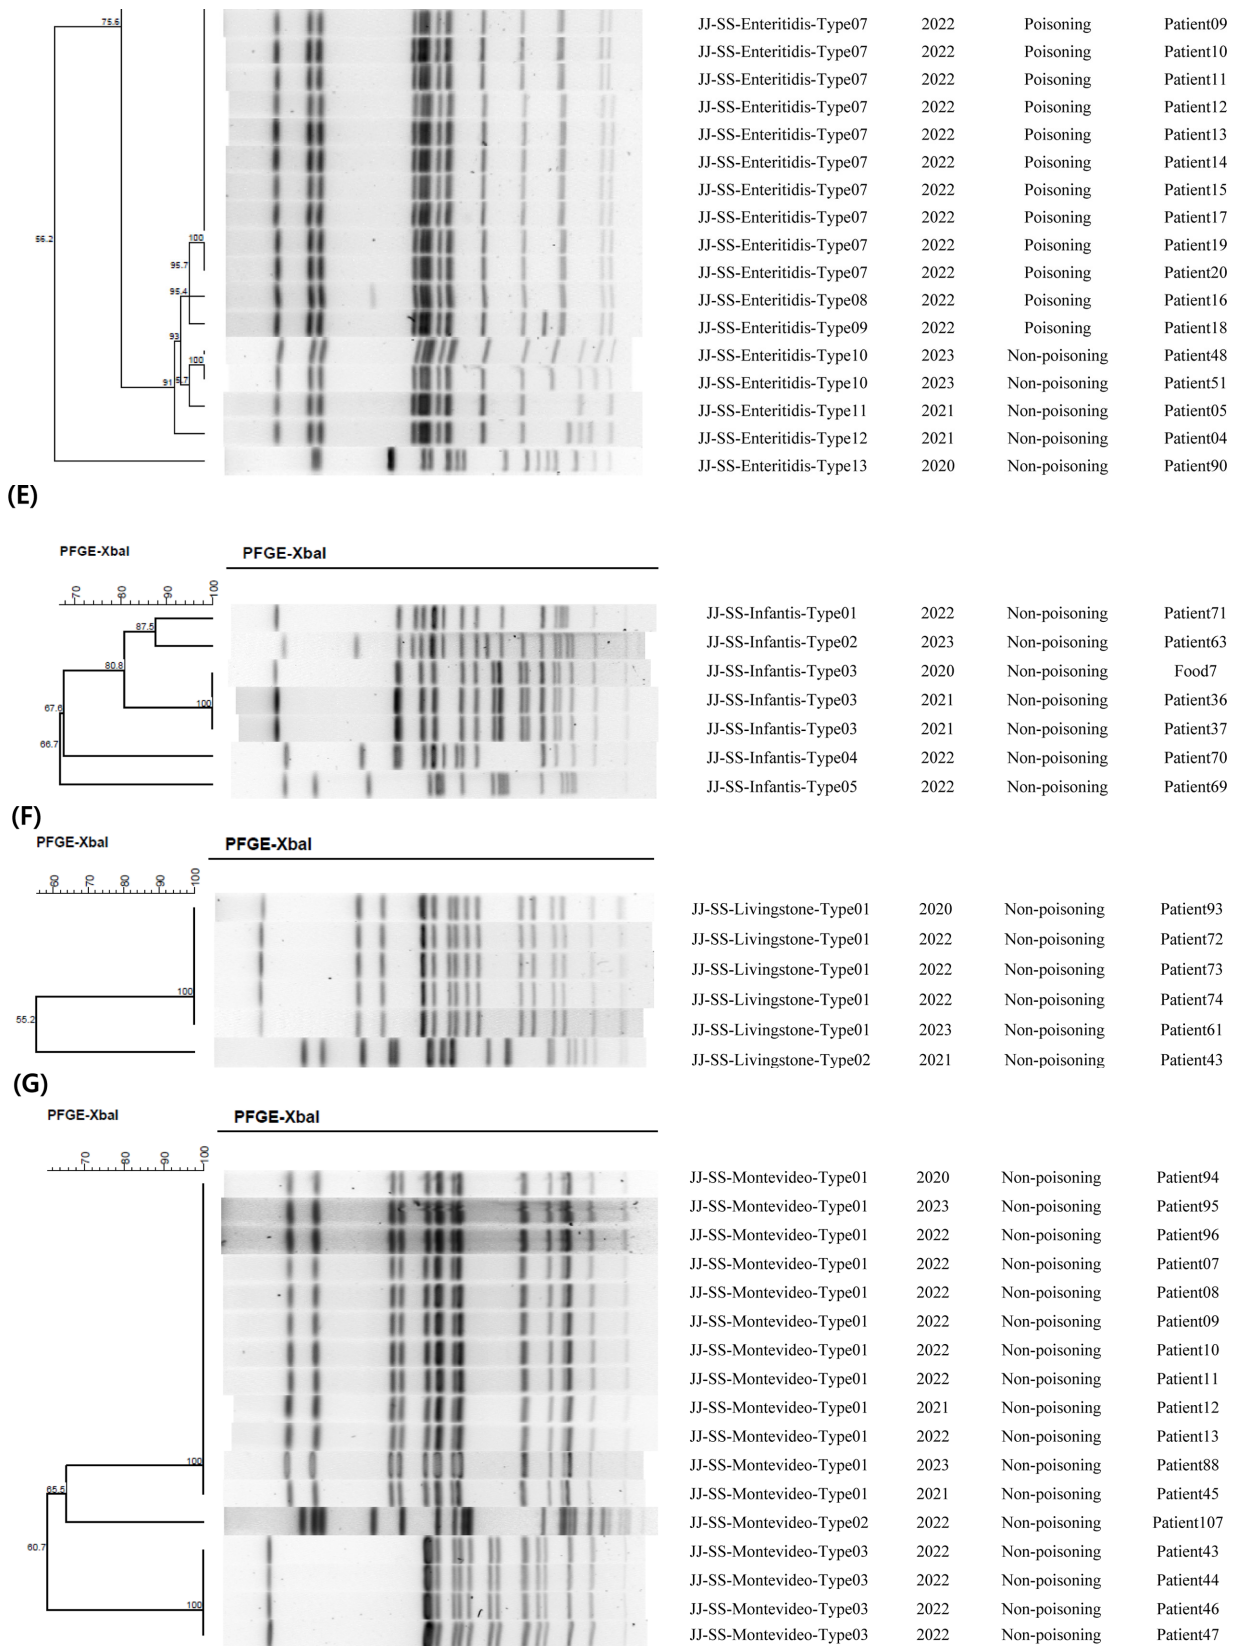 75.6
JJ-SS-Enteritidis-Type07 2022 Poisoning Patient09
JJ-SS-Enteritidis-Type07 2022 Poisoning Patient10
JJ-SS-Enteritidis-Type07 2022 Poisoning Patient11
JJ-SS-Enteritidis-Type07 2022 Poisoning Patient12
JJ-SS-Enteritidis-Type07 2022 Poisoning Patient13
JJ-SS-Enteritidis-Type07 2022 Poisoning Patient14
JJ-SS-Enteritidis-Type07 2022 Poisoning Patient15
JJ-SS-Enteritidis-Type07 2022 Poisoning Patient17
56.2 100 JJ-SS-Enteritidis-Type07 2022 Poisoning Patient19
95.7 JJ-SS-Enteritidis-Type07 2022 Poisoning Patient20
95.4 JJ-SS-Enteritidis-Type08 2022 Poisoning Patient16
93 JJ-SS-Enteritidis-Type09 2022 Poisoning Patient18
100 JJ-SS-Enteritidis-Type10 2023 Non-poisoning Patient48
91 5.7 JJ-SS-Enteritidis-Type10 2023 Non-poisoning Patient51
JJ-SS-Enteritidis-Type11 2021 Non-poisoning Patient05
JJ-SS-Enteritidis-Type12 2021 Non-poisoning Patient04
JJ-SS-Enteritidis-Type13 2020 Non-poisoning Patient90
(E)
PFGE-XbaI PFGE-XbaI
70 80 90 100
JJ-SS-Infantis-Type01 2022 Non-poisoning Patient71
87.5 JJ-SS-Infantis-Type02 2023 Non-poisoning Patient63
80.8 JJ-SS-Infantis-Type03 2020 Non-poisoning Food7
67.6 100 JJ-SS-Infantis-Type03 2021 Non-poisoning Patient36
JJ-SS-Infantis-Type03 2021 Non-poisoning Patient37
66.7 JJ-SS-Infantis-Type04 2022 Non-poisoning Patient70
JJ-SS-Infantis-Type05 2022 Non-poisoning Patient69
(F)
PFGE-XbaI PFGE-XbaI
60 70 80 90 100
JJ-SS-Livingstone-Type01 2020 Non-poisoning Patient93
JJ-SS-Livingstone-Type01 2022 Non-poisoning Patient72
JJ-SS-Livingstone-Type01 2022 Non-poisoning Patient73
100 JJ-SS-Livingstone-Type01 2022 Non-poisoning Patient74
55.2 JJ-SS-Livingstone-Type01 2023 Non-poisoning Patient61
JJ-SS-Livingstone-Type02 2021 Non-poisoning Patient43
(G)
PFGE-XbaI PFGE-XbaI
70 80 90 100
JJ-SS-Montevideo-Type01 2020 Non-poisoning Patient94
JJ-SS-Montevideo-Type01 2023 Non-poisoning Patient95
JJ-SS-Montevideo-Type01 2022 Non-poisoning Patient96
JJ-SS-Montevideo-Type01 2022 Non-poisoning Patient07
JJ-SS-Montevideo-Type01 2022 Non-poisoning Patient08
JJ-SS-Montevideo-Type01 2022 Non-poisoning Patient09
JJ-SS-Montevideo-Type01 2022 Non-poisoning Patient10
JJ-SS-Montevideo-Type01 2022 Non-poisoning Patient11
JJ-SS-Montevideo-Type01 2021 Non-poisoning Patient12
JJ-SS-Montevideo-Type01 2022 Non-poisoning Patient13
100 JJ-SS-Montevideo-Type01 2023 Non-poisoning Patient88
65.5 JJ-SS-Montevideo-Type01 2021 Non-poisoning Patient45
JJ-SS-Montevideo-Type02 2022 Non-poisoning Patient107
60.7 JJ-SS-Montevideo-Type03 2022 Non-poisoning Patient43
JJ-SS-Montevideo-Type03 2022 Non-poisoning Patient44
100 JJ-SS-Montevideo-Type03 2022 Non-poisoning Patient46
JJ-SS-Montevideo-Type03 2022 Non-poisoning Patient47